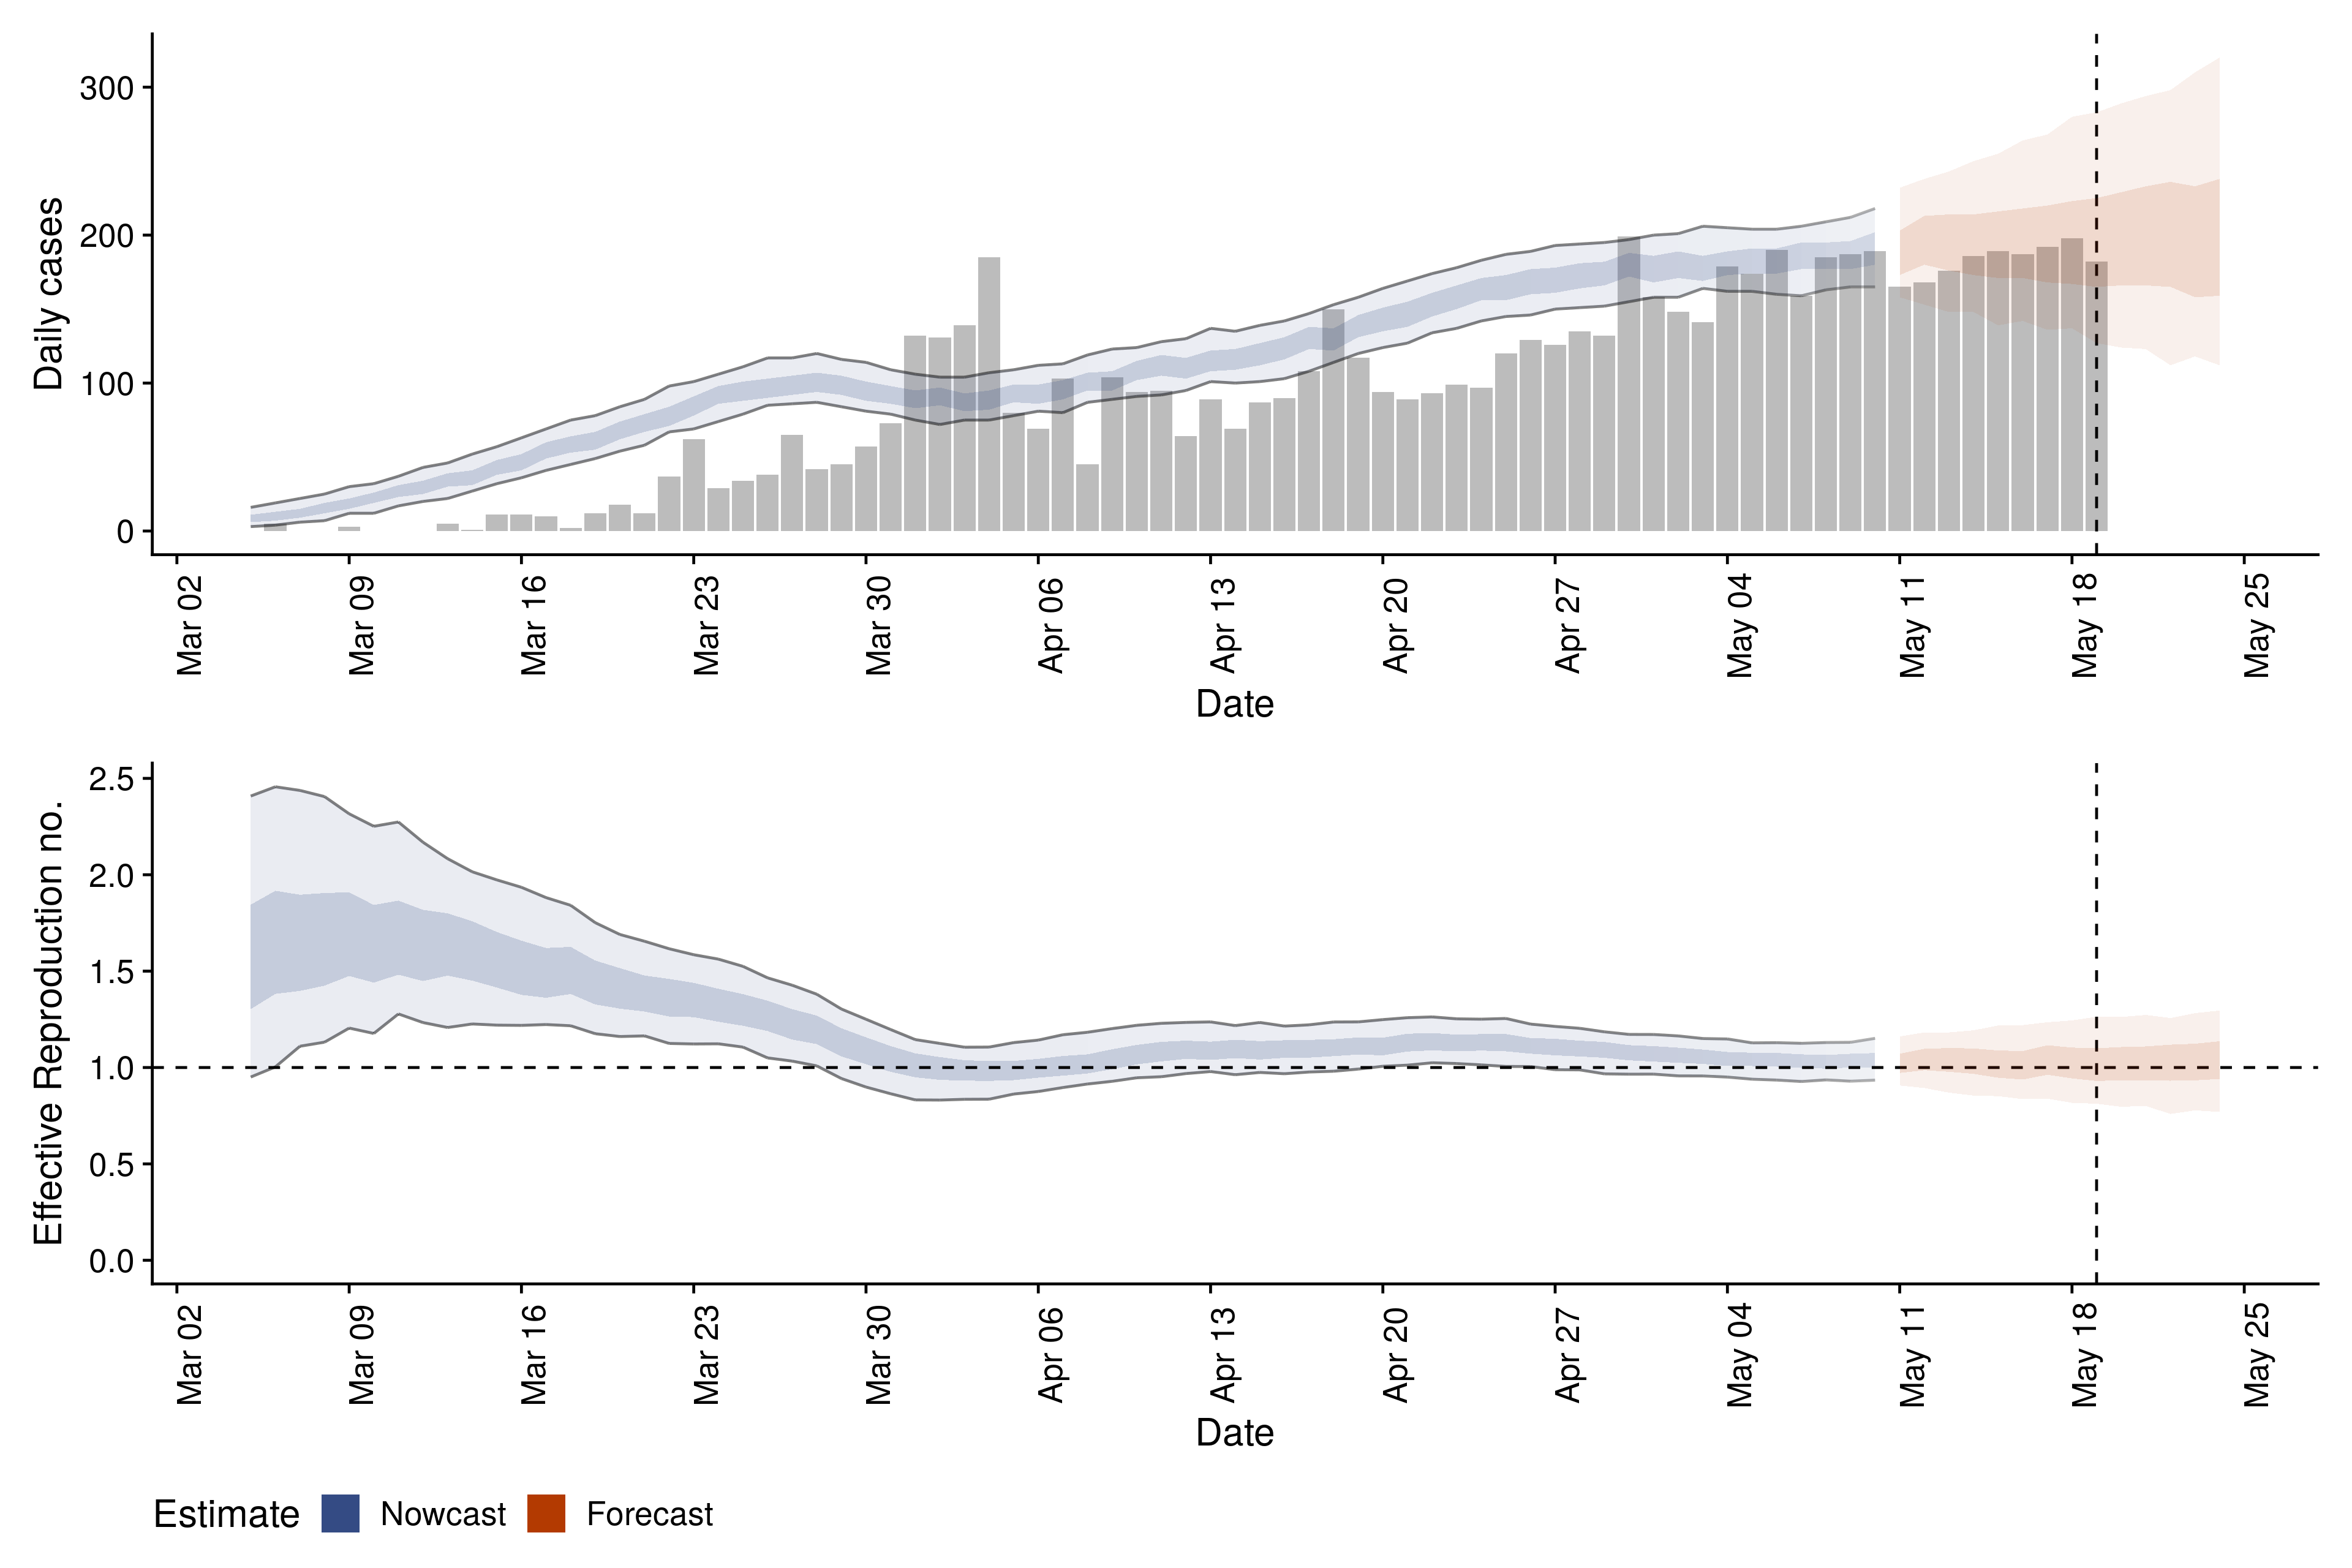 300
200
100
0
Daily cases
Mar 02
Mar 09
Mar 16
Mar 23
Mar 30
Apr 06
Apr 13
Apr 20
Apr 27
May 04
May 11
May 18
May 25
Date
2.5
2.0
1.5
1.0
0.5
0.0
Effective Reproduction no.
Mar 02
Mar 09
Mar 16
Mar 23
Mar 30
Apr 06
Apr 13
Apr 20
Apr 27
May 04
May 11
May 18
May 25
Date
Estimate Nowcast Forecast